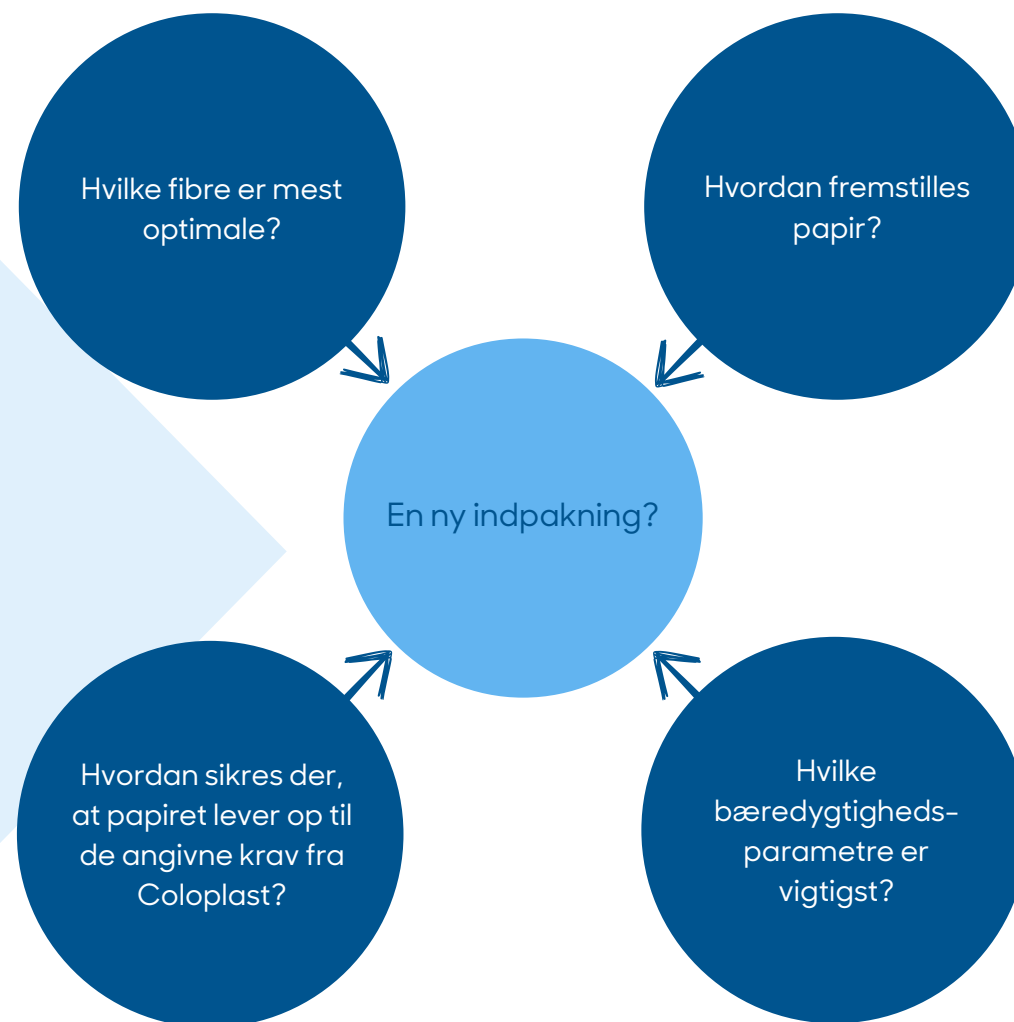 Hvilke fibre er mest
optimale?
Hvordan fremstilles
papir?
En ny indpakning?
Hvordan sikres der,
at papiret lever op til
de angivne krav fra
Coloplast?
Hvilke
bæredygtigheds-
parametre er
vigtigst?